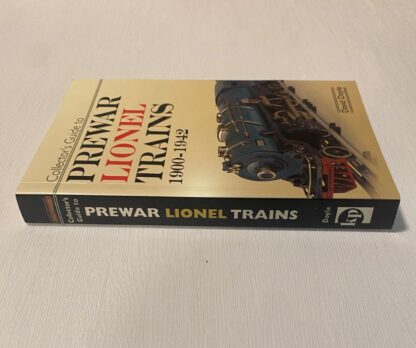 Collector's Guide to
PREWAR
LIONEL
TRAINS
1900-1942
David Doyle
Collector's
Guide to
PREWAR LIONEL TRAINS
Doyle
kp